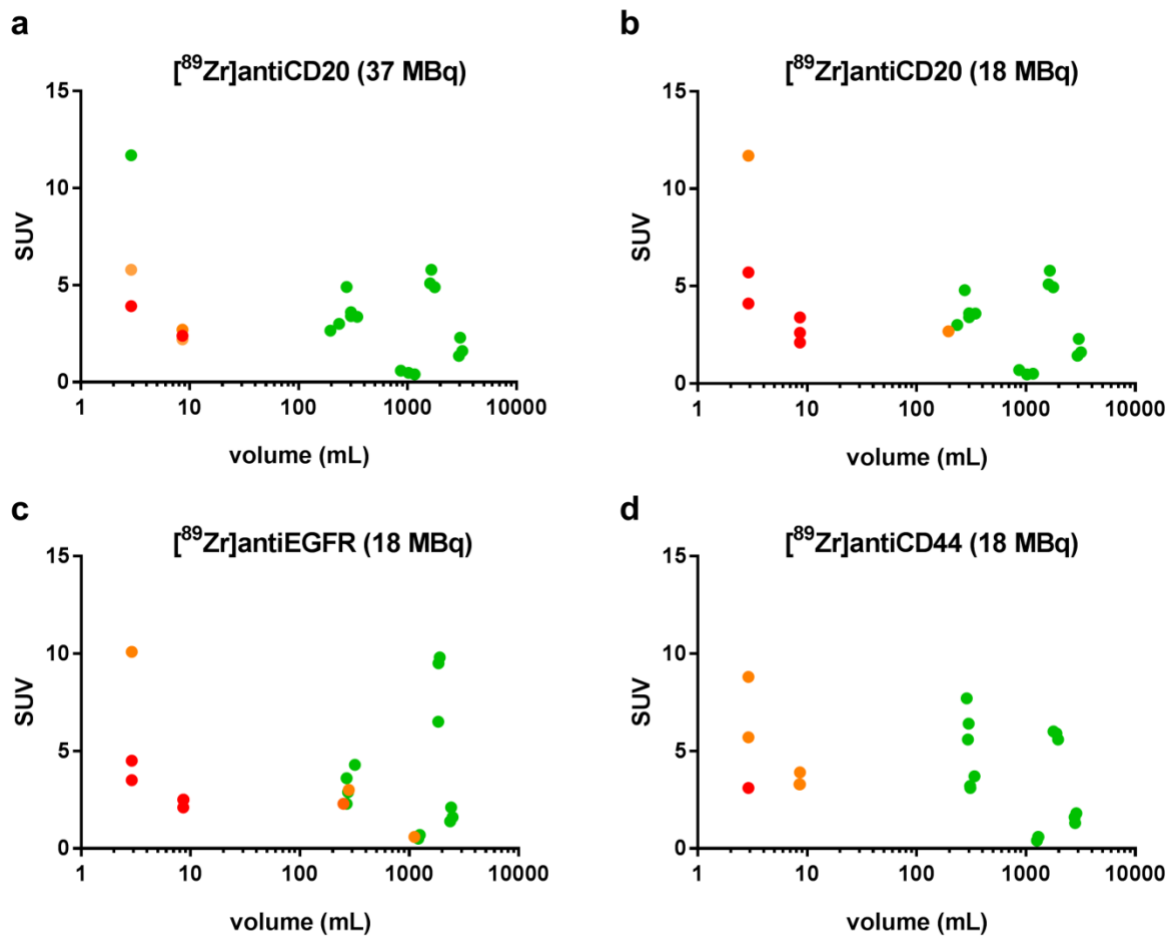 a
[⁸⁹Zr]antiCD20 (37 MBq)
15
10
5
0
SUV
1
10
100
1000
10000
volume (mL)
b
[⁸⁹Zr]antiCD20 (18 MBq)
15
10
5
0
SUV
1
10
100
1000
10000
volume (mL)
c
[⁸⁹Zr]antiEGFR (18 MBq)
15
10
5
0
SUV
1
10
100
1000
10000
volume (mL)
d
[⁸⁹Zr]antiCD44 (18 MBq)
15
10
5
0
SUV
1
10
100
1000
10000
volume (mL)